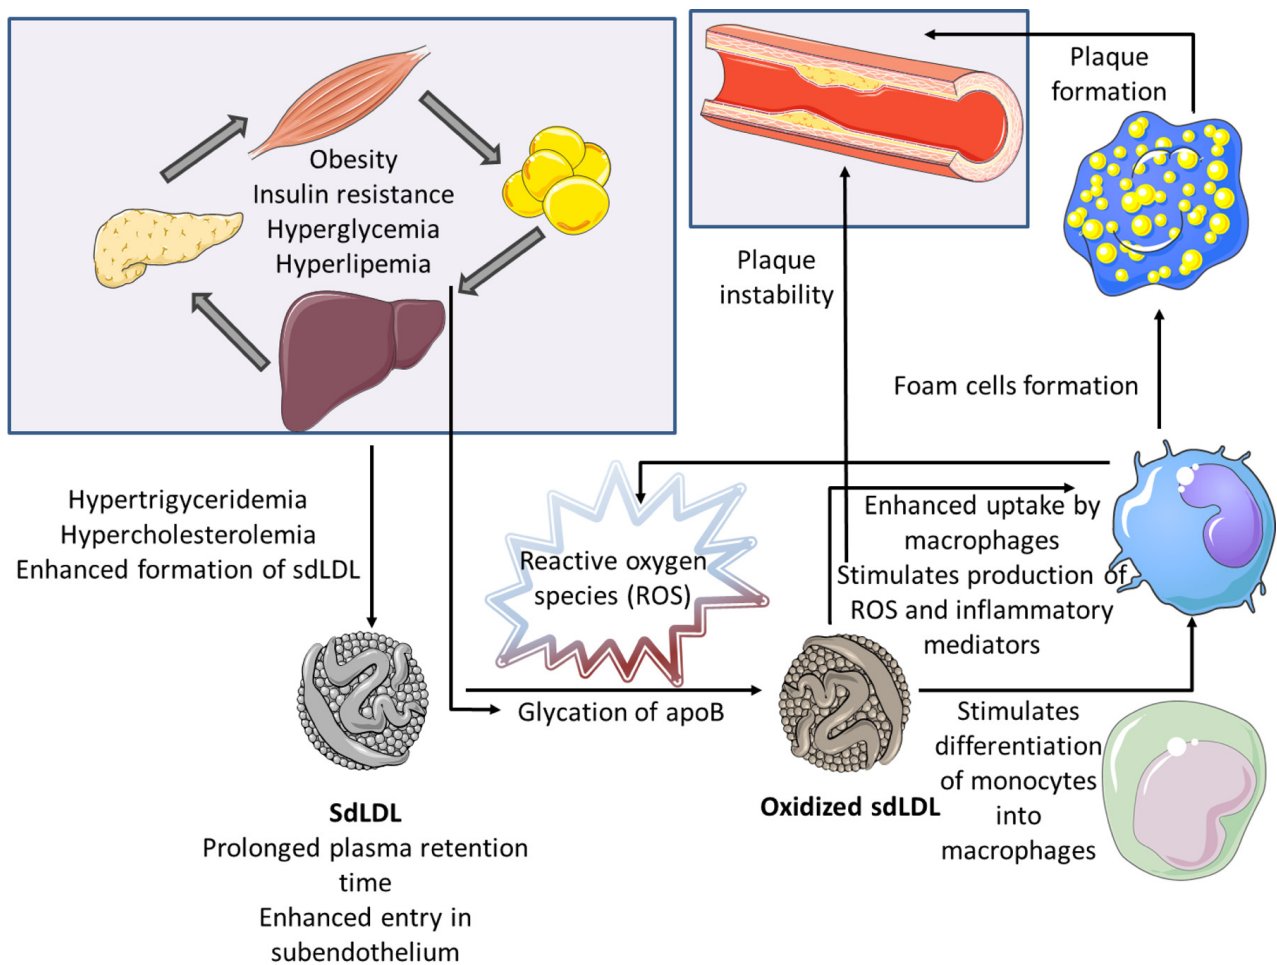 Obesity
Insulin resistance
Hyperglycemia
Hyperlipemia
Plaque
formation
Plaque
instability
Foam cells formation
Hypertrigyceridemia
Hypercholesterolemia
Enhanced formation of sdLDL
Reactive oxygen
species (ROS)
Enhanced uptake by
macrophages
Stimulates production of
ROS and inflammatory
mediators
Glycation of apoB
Stimulates
differentiation
of monocytes
into
macrophages
SdLDL
Prolonged plasma retention
time
Enhanced entry in
subendothelium
Oxidized sdLDL